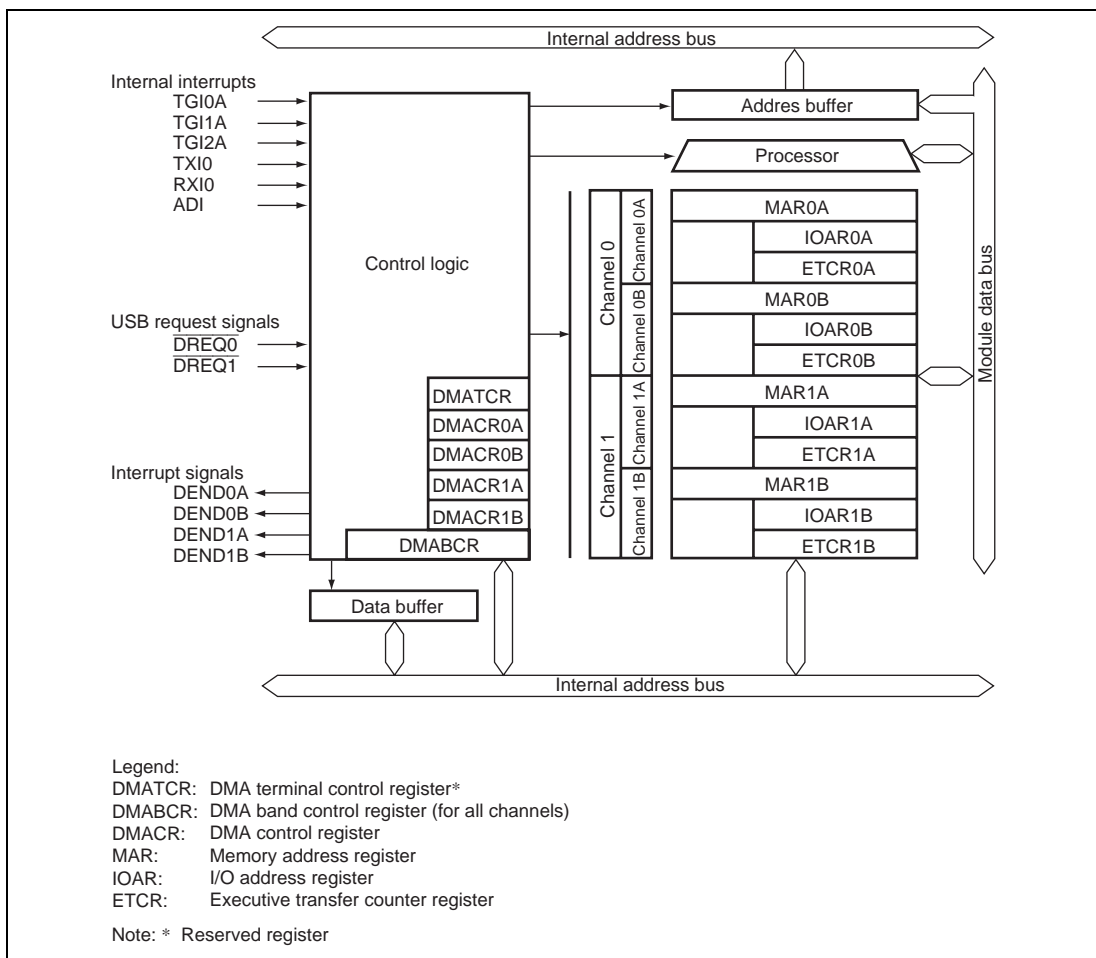 Internal address bus
Internal interrupts
TGI0A
TGI1A
TGI2A
TXI0
RXI0
ADI
USB request signals
DREQ0
DREQ1
Interrupt signals
DEND0A
DEND0B
DEND1A
DEND1B
Control logic
DMATCR
DMACR0A
DMACR0B
DMACR1A
DMACR1B
DMABCR
Data buffer
Addres buffer
Processor
Channel 0
Channel 0A
Channel 0B
Channel 1
Channel 1A
Channel 1B
MAR0A
IOAR0A
ETCR0A
MAR0B
IOAR0B
ETCR0B
MAR1A
IOAR1A
ETCR1A
MAR1B
IOAR1B
ETCR1B
Module data bus
Internal address bus
Legend:
DMATCR: DMA terminal control register*
DMABCR: DMA band control register (for all channels)
DMACR: DMA control register
MAR: Memory address register
IOAR: I/O address register
ETCR: Executive transfer counter register
Note: * Reserved register